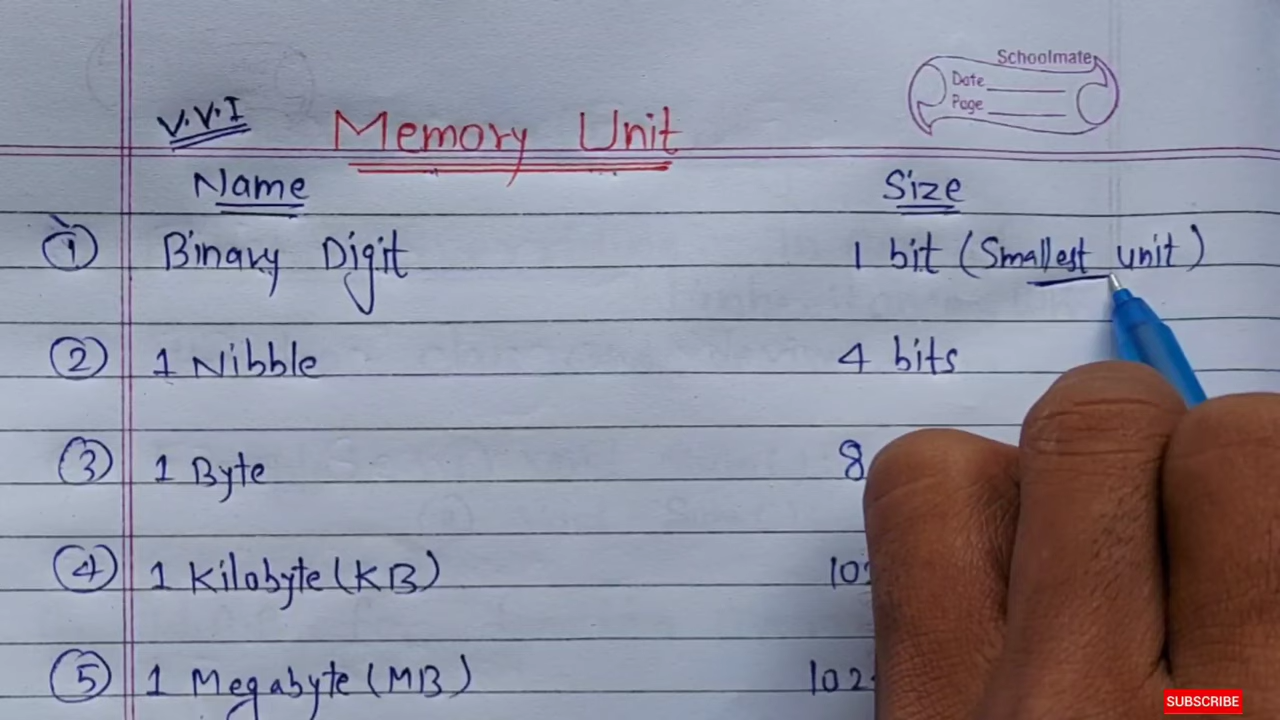 Schoolmate
Date
Page
V.V.I
Memory Unit
Name Size
① Binary Digit 1 bit (Smallest unit)
② 1 Nibble 4 bits
③ 1 Byte 8
④ 1 Kilobyte (KB)
⑤ 1 Megabyte (MB)
SUBSCRIBE